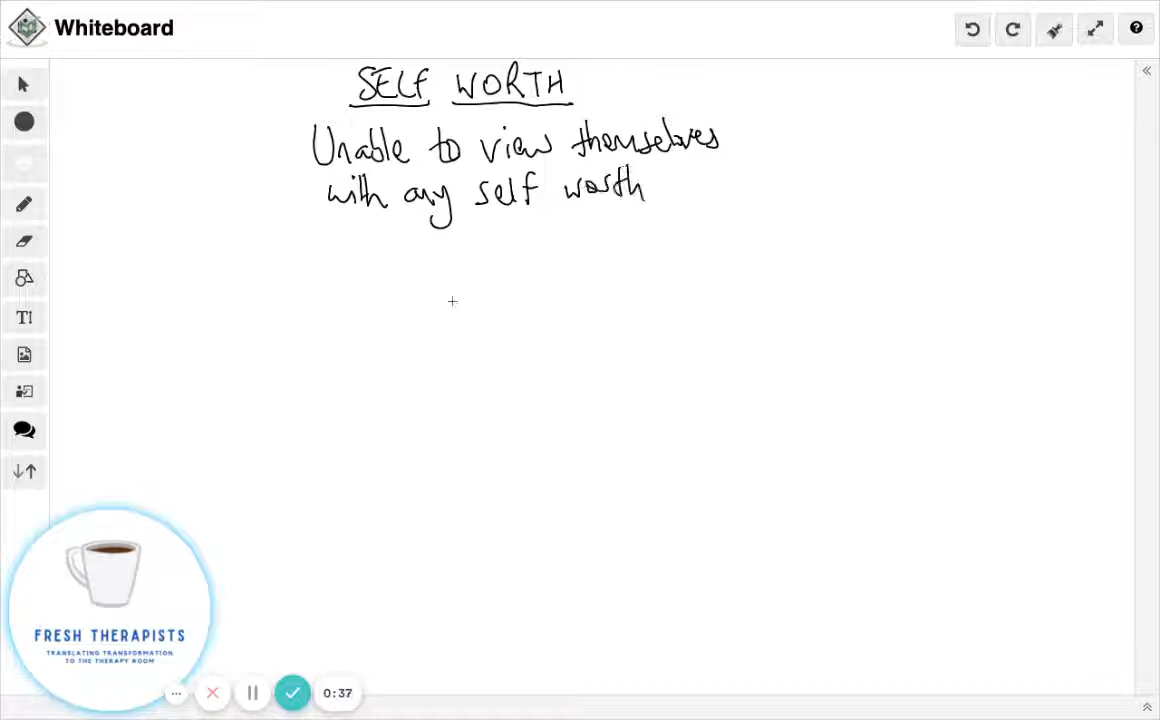 Whiteboard
SELF WORTH
Unable to view themselves
with any self worth
TI
FRESH THERAPISTS
TRANSLATING TRANSFORMATION
TO THE THERAPY ROOM
0:37